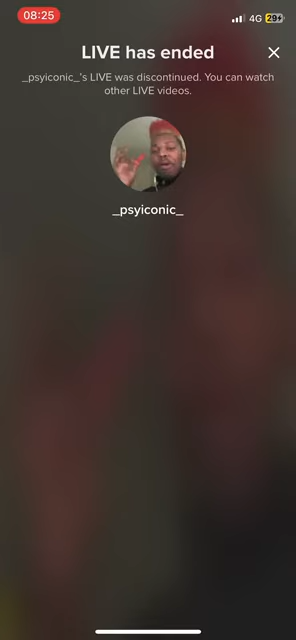 08:25
4G 29+
LIVE has ended
_psyiconic_'s LIVE was discontinued. You can watch
other LIVE videos.
_psyiconic_